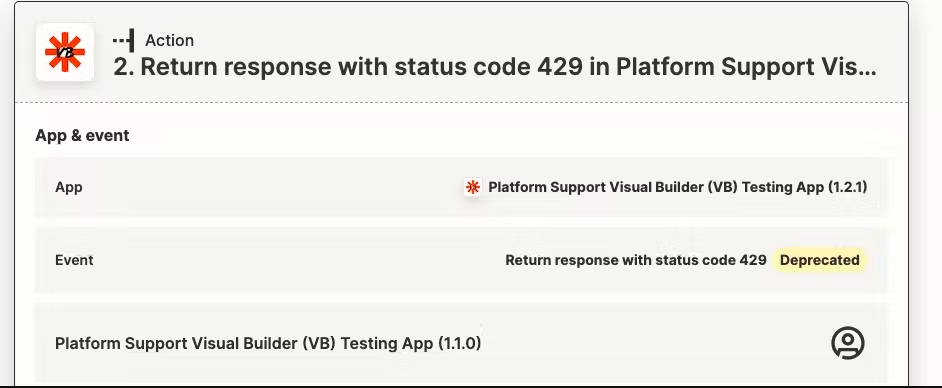 VB
Action
2. Return response with status code 429 in Platform Support Vis...
App & event
App
Platform Support Visual Builder (VB) Testing App (1.2.1)
Event
Return response with status code 429 Deprecated
Platform Support Visual Builder (VB) Testing App (1.1.0)